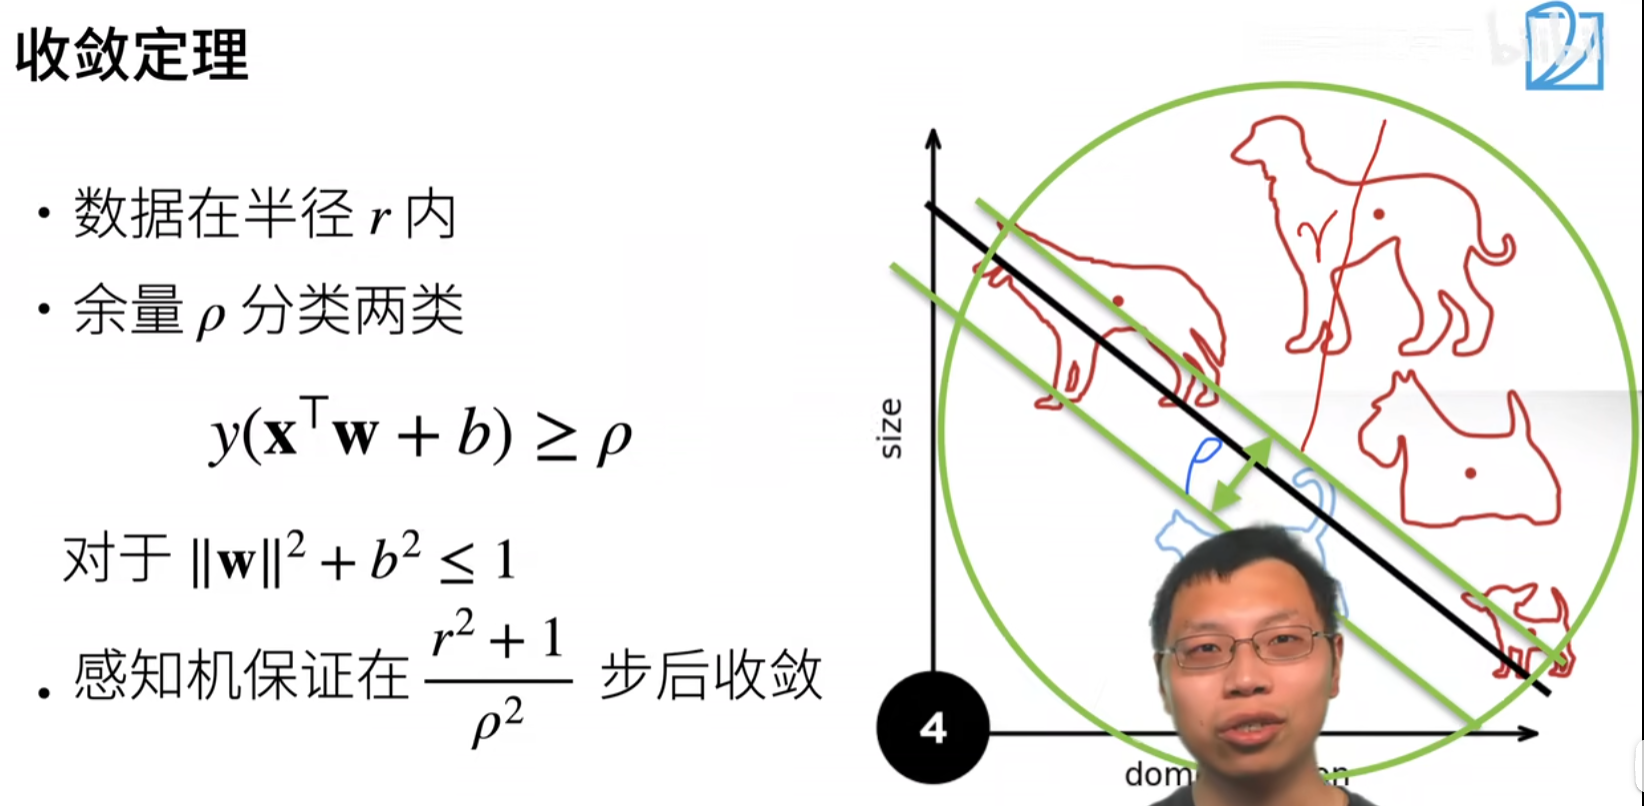 收敛定理
• 数据在半径 r 内
• 余量 ρ 分类两类
y(x⊤w + b) ≥ ρ
对于 ‖w‖² + b² ≤ 1
• 感知机保证在 (r² + 1)/ρ² 步后收敛
size
r
ρ
4
dom